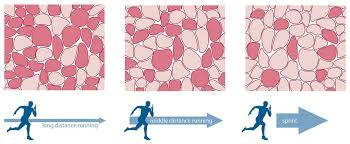 long distance running
middle distance running
sprint